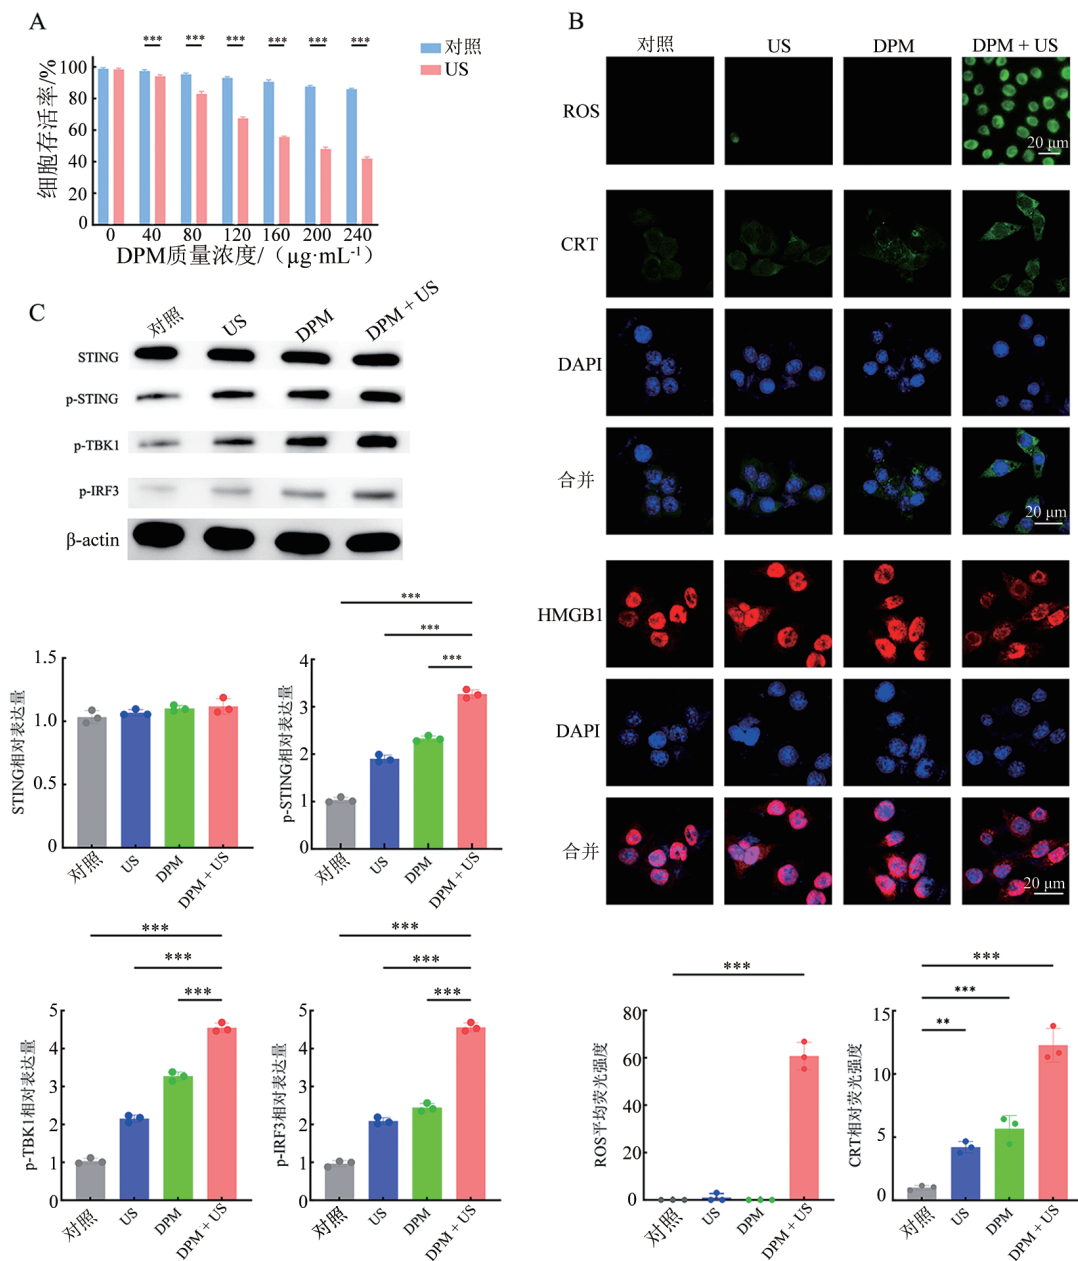 A
*** *** *** *** *** ***
对照
US
细胞存活率/%
100
80
60
40
20
0
0 40 80 120 160 200 240
DPM质量浓度/（μg·mL⁻¹）
B
对照 US DPM DPM + US
ROS
20 μm
CRT
DAPI
合并
20 μm
HMGB1
DAPI
合并
20 μm
C
对照 US DPM DPM + US
STING
p-STING
p-TBK1
p-IRF3
β-actin
STING相对表达量
1.5
1.0
0.5
0
对照 US DPM DPM + US
***
***
***
p-STING相对表达量
4
3
2
1
0
对照 US DPM DPM + US
***
***
***
p-TBK1相对表达量
5
4
3
2
1
0
对照 US DPM DPM + US
***
***
***
p-IRF3相对表达量
5
4
3
2
1
0
对照 US DPM DPM + US
***
ROS平均荧光强度
80
60
40
20
0
对照 US DPM DPM + US
***
***
**
CRT相对荧光强度
15
10
5
0
对照 US DPM DPM + US